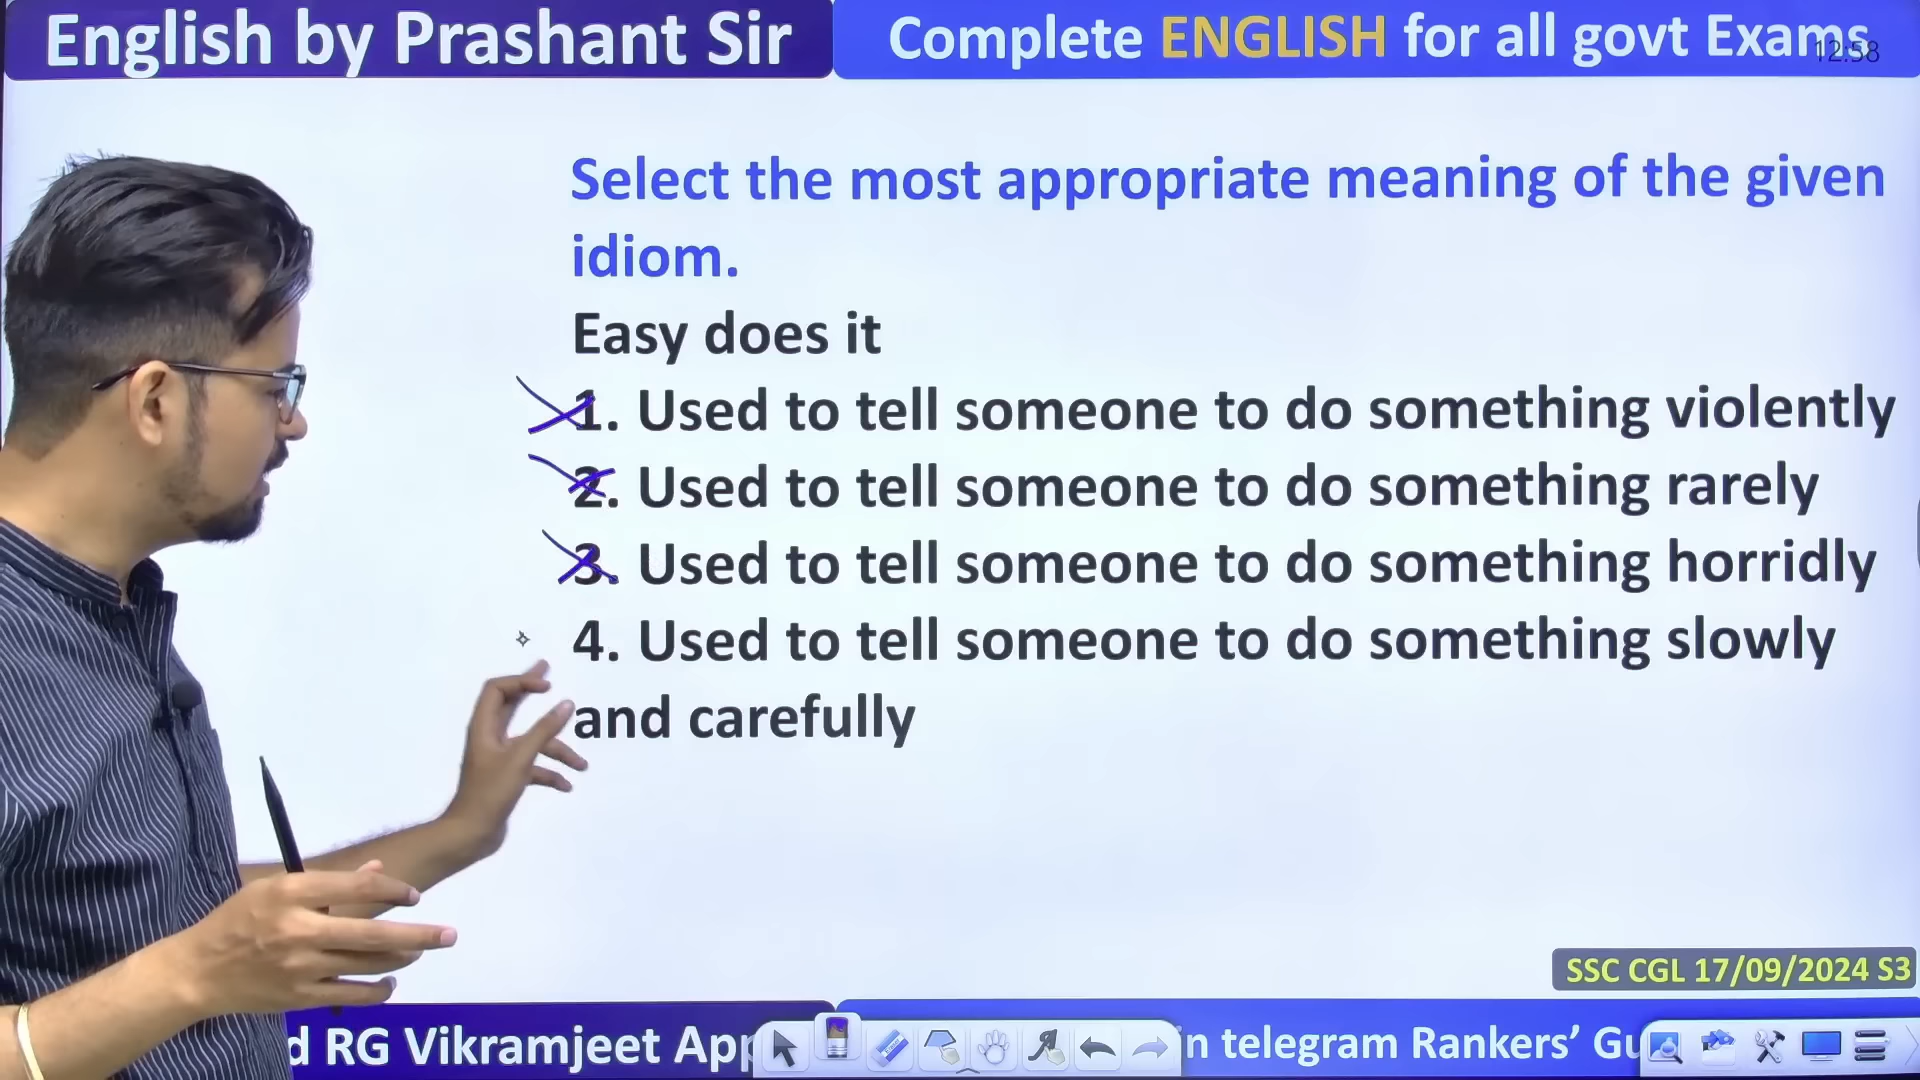 English by Prashant Sir
Complete ENGLISH for all govt Exams
12:58
Select the most appropriate meaning of the given
idiom.
Easy does it
1. Used to tell someone to do something violently
2. Used to tell someone to do something rarely
3. Used to tell someone to do something horridly
4. Used to tell someone to do something slowly
and carefully
SSC CGL 17/09/2024 S3
RG Vikramjeet App
in telegram Rankers'